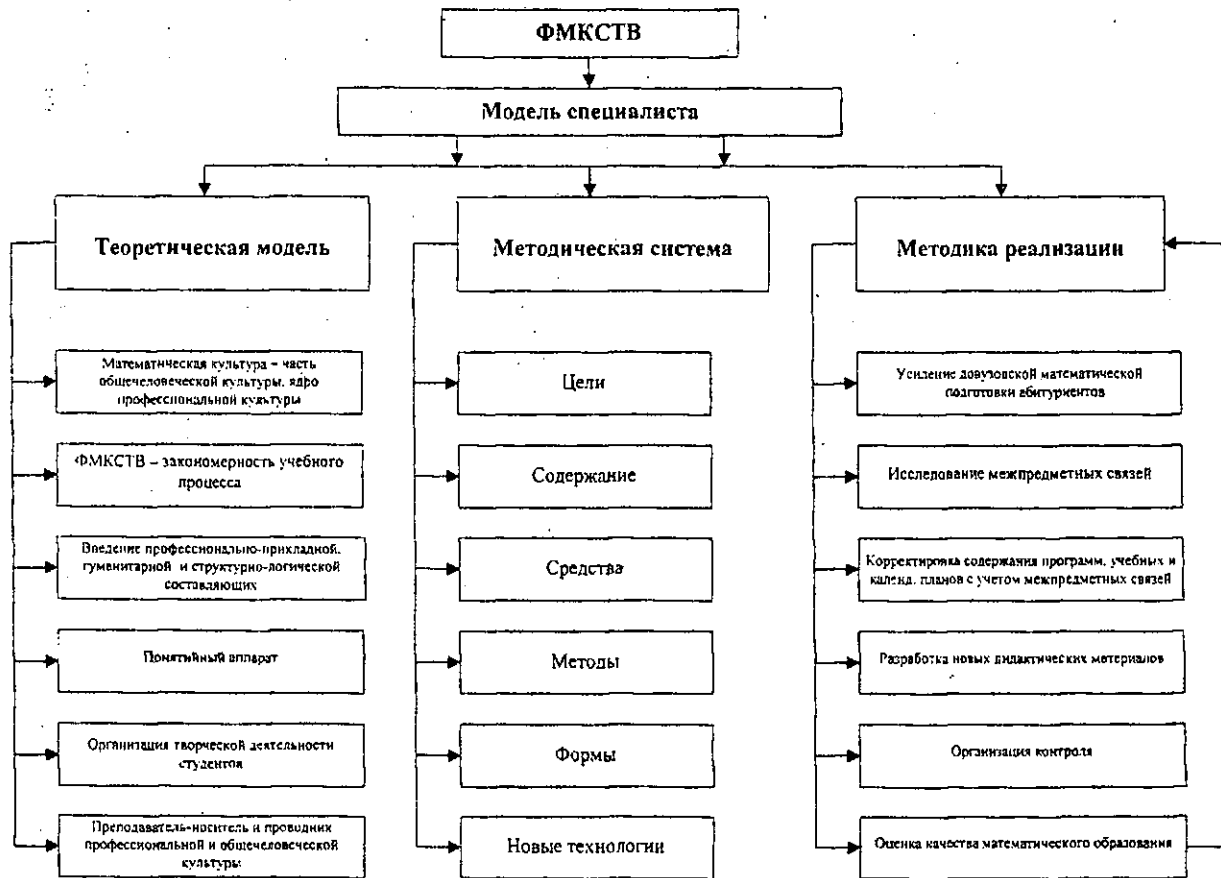 ФМКСТВ
Модель специалиста
Теоретическая модель
Методическая система
Методика реализации
Математическая культура – часть
общечеловеческой культуры, ядро
профессиональной культуры
ФМКСТВ – закономерность учебного
процесса
Введение профессионально-прикладной,
гуманитарной и структурно-логической
составляющих
Понятийный аппарат
Организация творческой деятельности
студентов
Преподаватель-носитель и проводник
профессиональной и общечеловеческой
культуры
Цели
Содержание
Средства
Методы
Формы
Новые технологии
Усиление довузовской математической
подготовки абитуриентов
Исследование межпредметных связей
Корректировка содержания программ, учебных и
календ. планов с учетом межпредметных связей
Разработка новых дидактических материалов
Организация контроля
Оценка качества математического образования